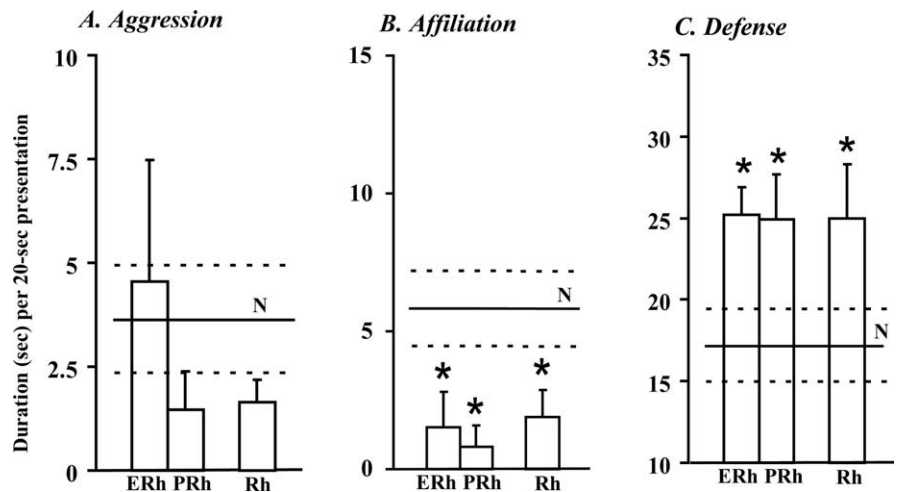 A. Aggression
Duration (sec) per 20-sec presentation
10
7.5
5
2.5
0
N
ERh PRh Rh
B. Affiliation
15
10
5
0
N
* * *
ERh PRh Rh
C. Defense
35
30
25
20
15
10
N
* * *
ERh PRh Rh